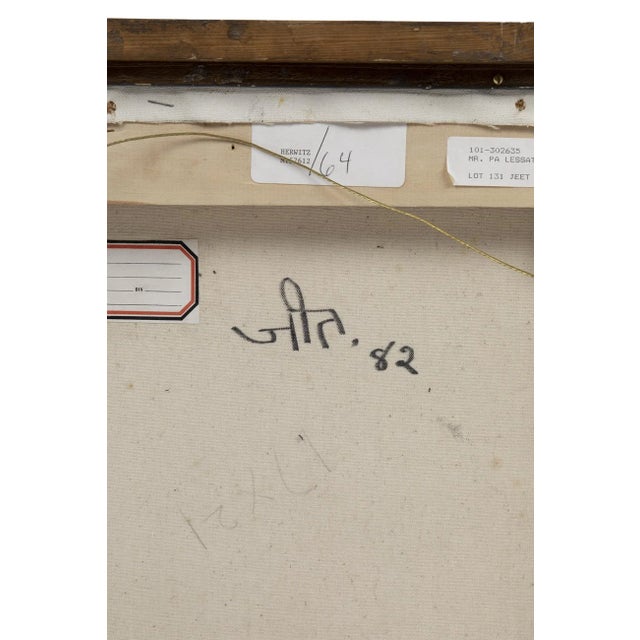 HERWITZ
/64
101-302635
MR. PA LESSAT
LOT 131 JEET
जीत. 82